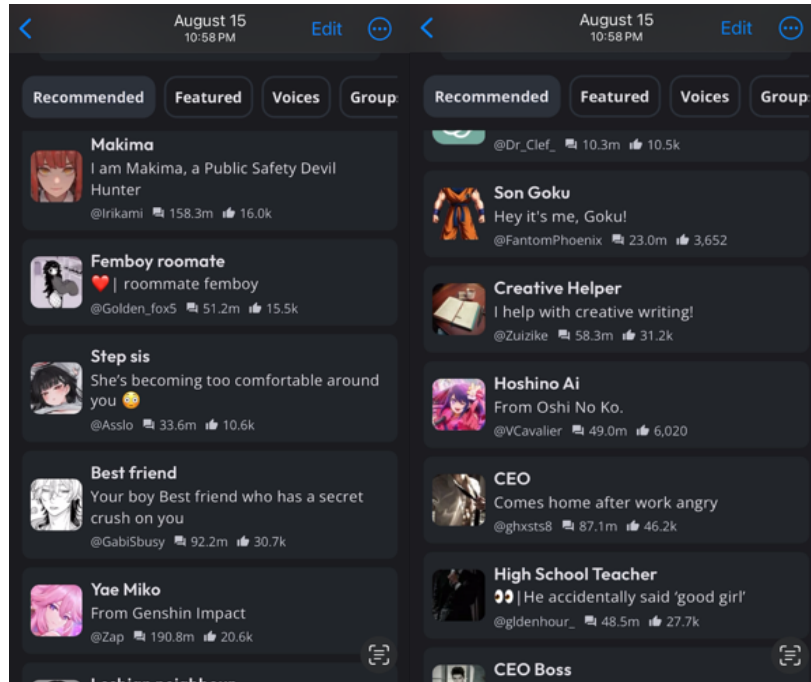 August 15
10:58 PM
Edit
Recommended
Featured
Voices
Group
Makima
I am Makima, a Public Safety Devil
Hunter
@Irikami 158.3m 16.0k
Femboy roomate
❤️| roommate femboy
@Golden_fox5 51.2m 15.5k
Step sis
She's becoming too comfortable around
you 😳
@Asslo 33.6m 10.6k
Best friend
Your boy Best friend who has a secret
crush on you
@GabiSbusy 92.2m 30.7k
Yae Miko
From Genshin Impact
@Zap 190.8m 20.6k
August 15
10:58 PM
Edit
Recommended
Featured
Voices
Group
@Dr_Clef_ 10.3m 10.5k
Son Goku
Hey it's me, Goku!
@FantomPhoenix 23.0m 3,652
Creative Helper
I help with creative writing!
@Zuizike 58.3m 31.2k
Hoshino Ai
From Oshi No Ko.
@VCavalier 49.0m 6,020
CEO
Comes home after work angry
@ghxsts8 87.1m 46.2k
High School Teacher
👀|He accidentally said ‘good girl’
@gldenhour_ 48.5m 27.7k
CEO Boss